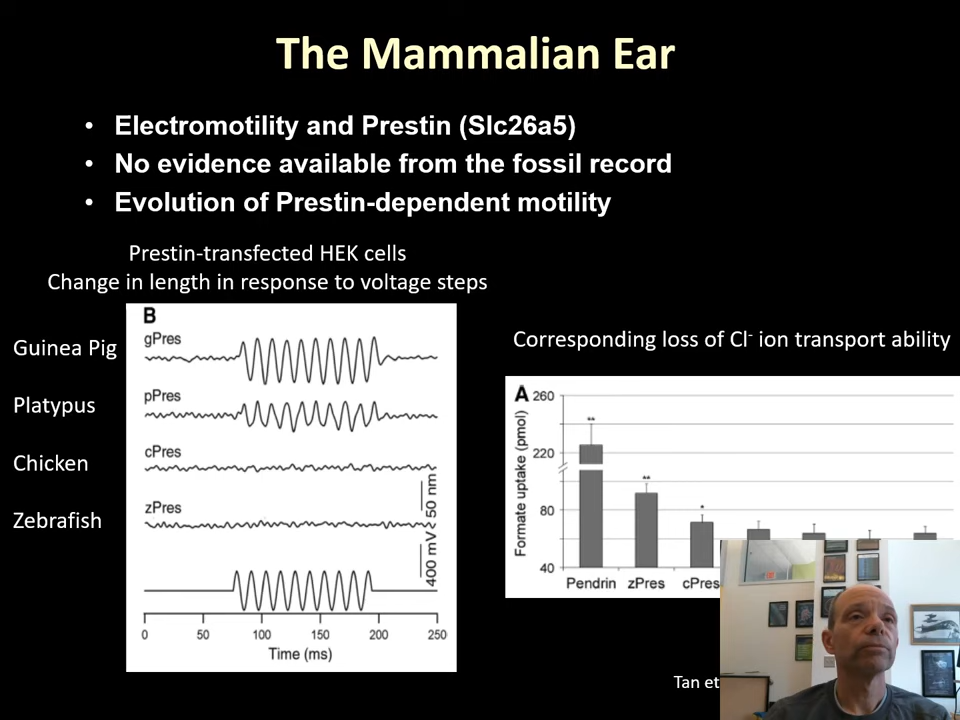 The Mammalian Ear
• Electromotility and Prestin (Slc26a5)
• No evidence available from the fossil record
• Evolution of Prestin-dependent motility
Prestin-transfected HEK cells
Change in length in response to voltage steps
Guinea Pig
Platypus
Chicken
Zebrafish
B
gPres
pPres
cPres
zPres
50 nm
400 mV
0 50 100 150 200 250
Time (ms)
Corresponding loss of Cl- ion transport ability
A
Formate uptake (pmol)
260
220
80
40
**
**
*
Pendrin zPres cPres
Tan et